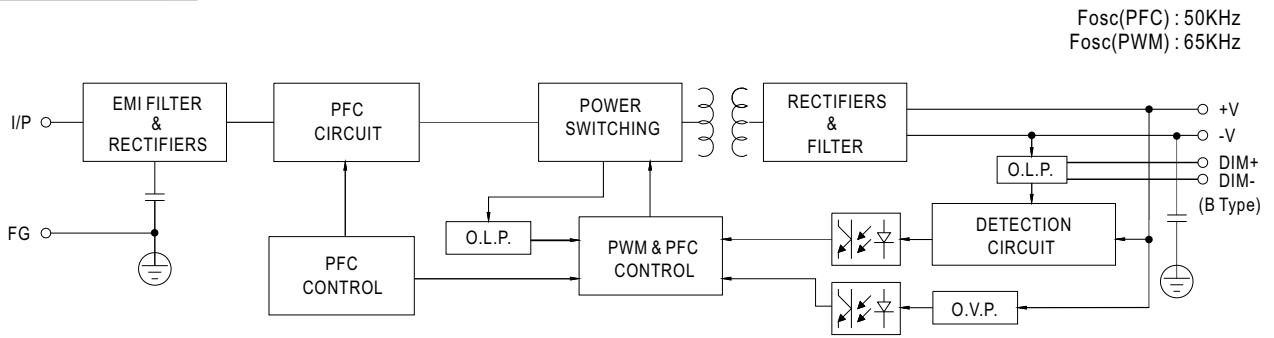 Fosc(PFC) : 50KHz
Fosc(PWM) : 65KHz
I/P
EMI FILTER
&
RECTIFIERS
PFC
CIRCUIT
POWER
SWITCHING
RECTIFIERS
&
FILTER
+V
-V
O.L.P.
DIM+
DIM-
(B Type)
FG
O.L.P.
DETECTION
CIRCUIT
PFC
CONTROL
PWM & PFC
CONTROL
O.V.P.